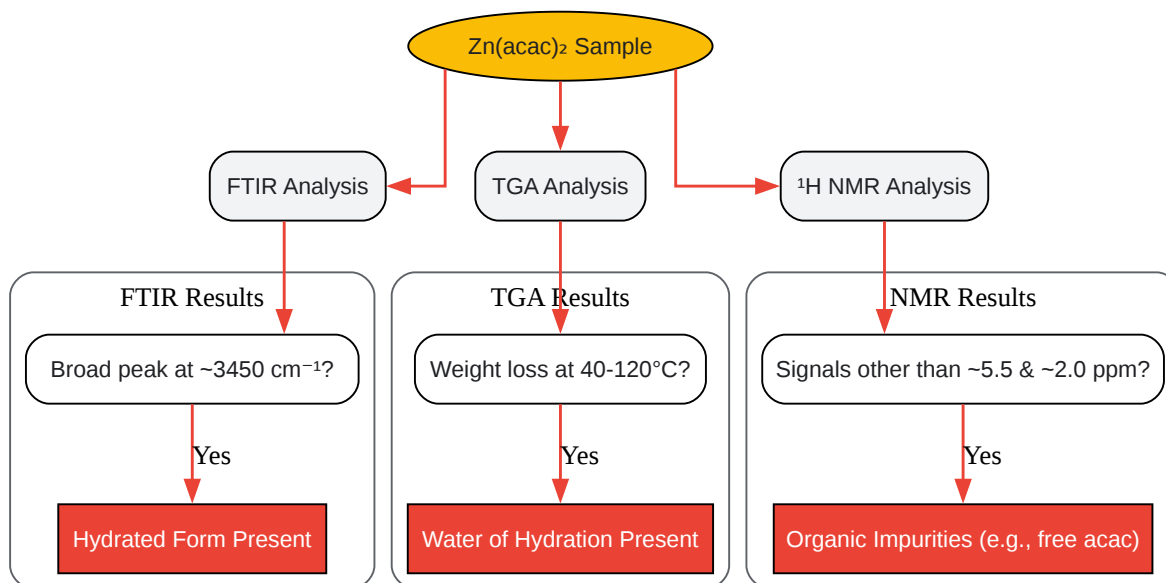 Zn(acac)₂ Sample
FTIR Analysis
TGA Analysis
¹H NMR Analysis
FTIR Results
TGA Results
NMR Results
Broad peak at ~3450 cm⁻¹?
Weight loss at 40-120°C?
Signals other than ~5.5 & ~2.0 ppm?
Yes
Yes
Yes
Hydrated Form Present
Water of Hydration Present
Organic Impurities (e.g., free acac)